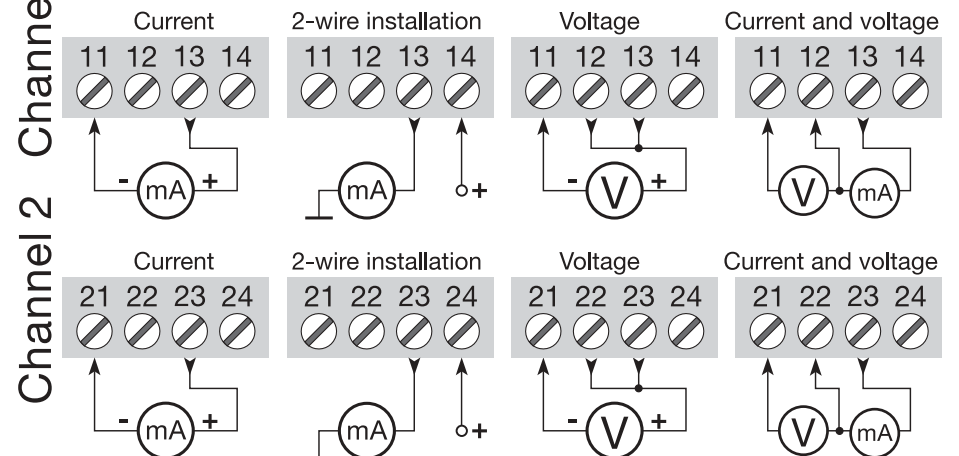 Channe
Current 2-wire installation Voltage Current and voltage
11 12 13 14 11 12 13 14 11 12 13 14 11 12 13 14
- mA + mA + - V + V mA
Channel 2
Current 2-wire installation Voltage Current and voltage
21 22 23 24 21 22 23 24 21 22 23 24 21 22 23 24
- mA + mA + - V + V mA